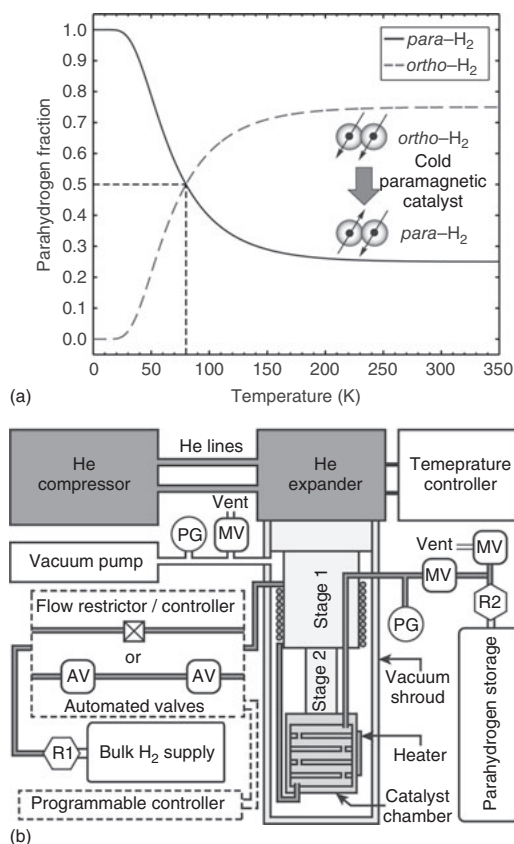 1.0
0.9
0.8
0.7
0.6
0.5
0.4
0.3
0.2
0.1
0.0
Parahydrogen fraction
para–H2
ortho–H2
ortho–H2
Cold
paramagnetic
catalyst
para–H2
0 50 100 150 200 250 300 350
(a)
Temperature (K)
He
compressor
He lines
He
expander
Temeprature
controller
Vent
PG
MV
Vacuum pump
Vent
MV
MV
PG
R2
Flow restrictor / controller
or
AV
AV
Automated valves
R1
Bulk H2 supply
Programmable controller
Stage 1
Stage 2
Vacuum
shroud
Heater
Catalyst
chamber
Parahydrogen storage
(b)